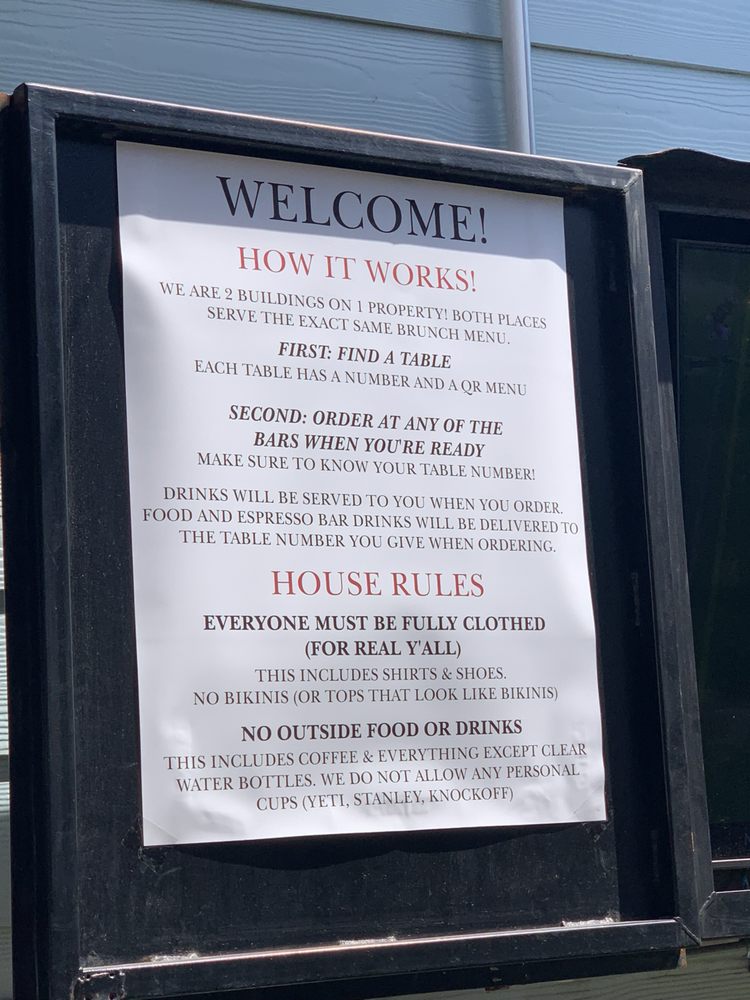 WELCOME!
HOW IT WORKS!
WE ARE 2 BUILDINGS ON 1 PROPERTY! BOTH PLACES
SERVE THE EXACT SAME BRUNCH MENU.
FIRST: FIND A TABLE
EACH TABLE HAS A NUMBER AND A QR MENU
SECOND: ORDER AT ANY OF THE
BARS WHEN YOU'RE READY
MAKE SURE TO KNOW YOUR TABLE NUMBER!
DRINKS WILL BE SERVED TO YOU WHEN YOU ORDER.
FOOD AND ESPRESSO BAR DRINKS WILL BE DELIVERED TO
THE TABLE NUMBER YOU GIVE WHEN ORDERING.
HOUSE RULES
EVERYONE MUST BE FULLY CLOTHED
(FOR REAL Y'ALL)
THIS INCLUDES SHIRTS & SHOES.
NO BIKINIS (OR TOPS THAT LOOK LIKE BIKINIS)
NO OUTSIDE FOOD OR DRINKS
THIS INCLUDES COFFEE & EVERYTHING EXCEPT CLEAR
WATER BOTTLES. WE DO NOT ALLOW ANY PERSONAL
CUPS (YETI, STANLEY, KNOCKOFF)